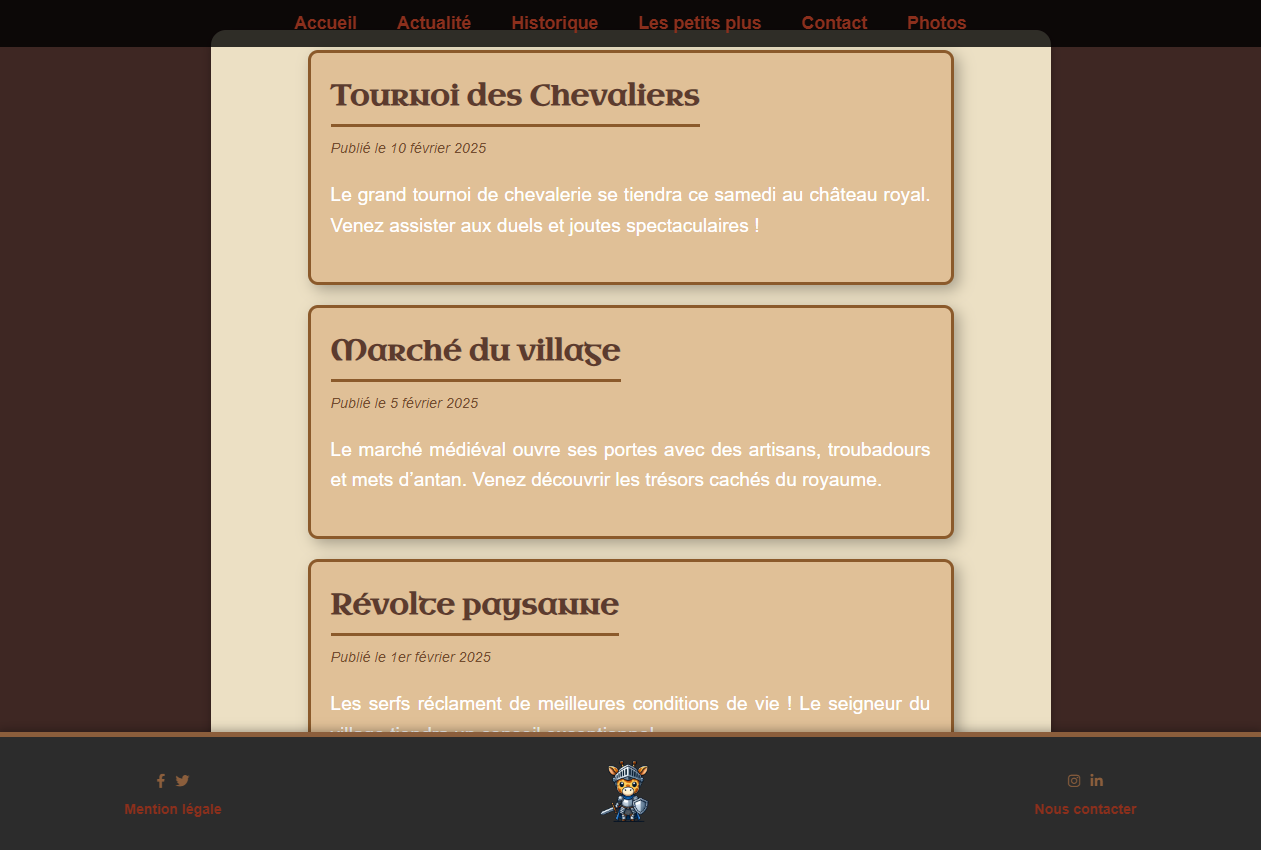 Accueil Actualité Historique Les petits plus Contact Photos
Tournoi des Chevaliers
Publié le 10 février 2025
Le grand tournoi de chevalerie se tiendra ce samedi au château royal.
Venez assister aux duels et joutes spectaculaires !
Marché du village
Publié le 5 février 2025
Le marché médiéval ouvre ses portes avec des artisans, troubadours
et mets d'antan. Venez découvrir les trésors cachés du royaume.
Révolte paysanne
Publié le 1er février 2025
Les serfs réclament de meilleures conditions de vie ! Le seigneur du
Mention légale
Nous contacter